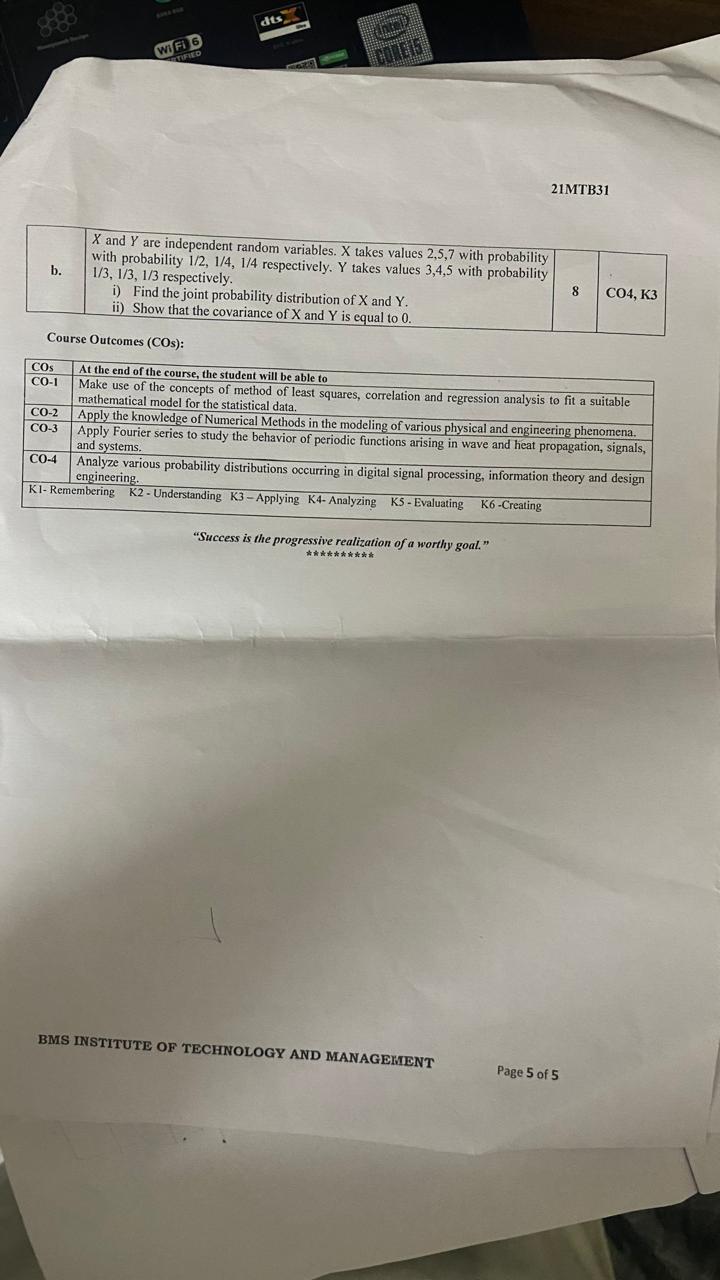 dts X
Ultra
WiFi 6
CERTIFIED
intel
CORE i5
21MTB31
b.
X and Y are independent random variables. X takes values 2,5,7 with probability
with probability 1/2, 1/4, 1/4 respectively. Y takes values 3,4,5 with probability
1/3, 1/3, 1/3 respectively.
i) Find the joint probability distribution of X and Y.
ii) Show that the covariance of X and Y is equal to 0.
8
CO4, K3
Course Outcomes (COs):
COs At the end of the course, the student will be able to
CO-1 Make use of the concepts of method of least squares, correlation and regression analysis to fit a suitable
mathematical model for the statistical data.
CO-2 Apply the knowledge of Numerical Methods in the modeling of various physical and engineering phenomena.
CO-3 Apply Fourier series to study the behavior of periodic functions arising in wave and heat propagation, signals,
and systems.
CO-4 Analyze various probability distributions occurring in digital signal processing, information theory and design
engineering.
K1- Remembering K2 - Understanding K3 – Applying K4- Analyzing K5 - Evaluating K6 -Creating
“Success is the progressive realization of a worthy goal.”
**********
BMS INSTITUTE OF TECHNOLOGY AND MANAGEMENT
Page 5 of 5